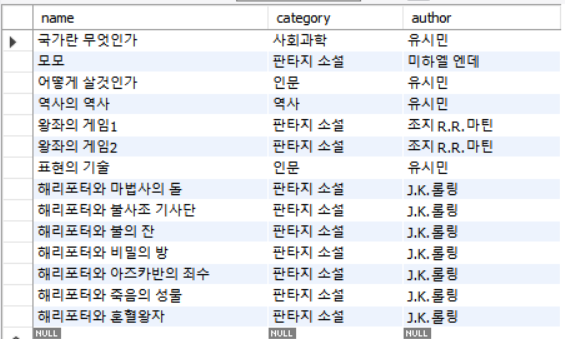 name category author
국가란 무엇인가 사회과학 유시민
모모 판타지 소설 미하엘 엔데
어떻게 살것인가 인문 유시민
역사의 역사 역사 유시민
왕좌의 게임1 판타지 소설 조지 R.R. 마틴
왕좌의 게임2 판타지 소설 조지 R.R. 마틴
표현의 기술 인문 유시민
해리포터와 마법사의 돌 판타지 소설 J.K. 롤링
해리포터와 불사조 기사단 판타지 소설 J.K. 롤링
해리포터와 불의 잔 판타지 소설 J.K. 롤링
해리포터와 비밀의 방 판타지 소설 J.K. 롤링
해리포터와 아즈카반의 죄수 판타지 소설 J.K. 롤링
해리포터와 죽음의 성물 판타지 소설 J.K. 롤링
해리포터와 혼혈왕자 판타지 소설 J.K. 롤링
NULL NULL NULL